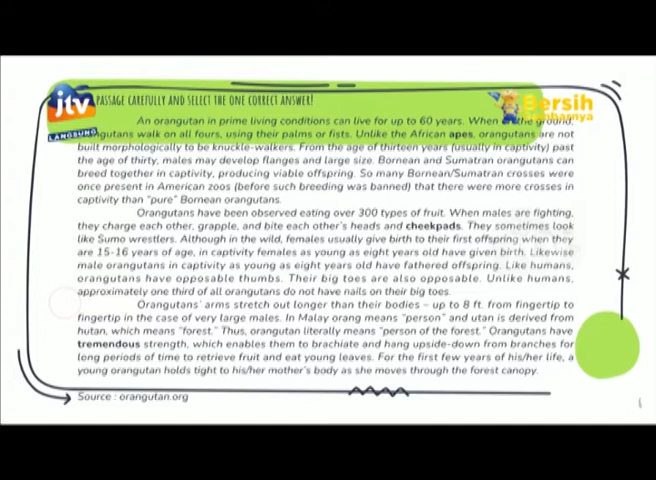 jtv
LANGSUNG
Bersih
PASSAGE CAREFULLY AND SELECT THE ONE CORRECT ANSWER!
An orangutan in prime living conditions can live for up to 60 years. When on the ground,
orangutans walk on all fours, using their palms or fists. Unlike the African apes, orangutans are not
built morphologically to be knuckle-walkers. From the age of thirteen years (usually in captivity) past
the age of thirty, males may develop flanges and large size. Bornean and Sumatran orangutans can
breed together in captivity, producing viable offspring. So many Bornean/Sumatran crosses were
once present in American zoos (before such breeding was banned) that there were more crosses in
captivity than "pure" Bornean orangutans.
Orangutans have been observed eating over 300 types of fruit. When males are fighting,
they charge each other, grapple, and bite each other's heads and cheekpads. They sometimes look
like Sumo wrestlers. Although in the wild, females usually give birth to their first offspring when they
are 15-16 years of age, in captivity females as young as eight years old have given birth. Likewise
male orangutans in captivity as young as eight years old have fathered offspring. Like humans,
orangutans have opposable thumbs. Their big toes are also opposable. Unlike humans,
approximately one third of all orangutans do not have nails on their big toes.
Orangutans' arms stretch out longer than their bodies – up to 8 ft. from fingertip to
fingertip in the case of very large males. In Malay orang means "person" and utan is derived from
hutan, which means "forest." Thus, orangutan literally means "person of the forest." Orangutans have
tremendous strength, which enables them to brachiate and hang upside-down from branches for
long periods of time to retrieve fruit and eat young leaves. For the first few years of his/her life, a
young orangutan holds tight to his/her mother's body as she moves through the forest canopy.
Source : orangutan.org